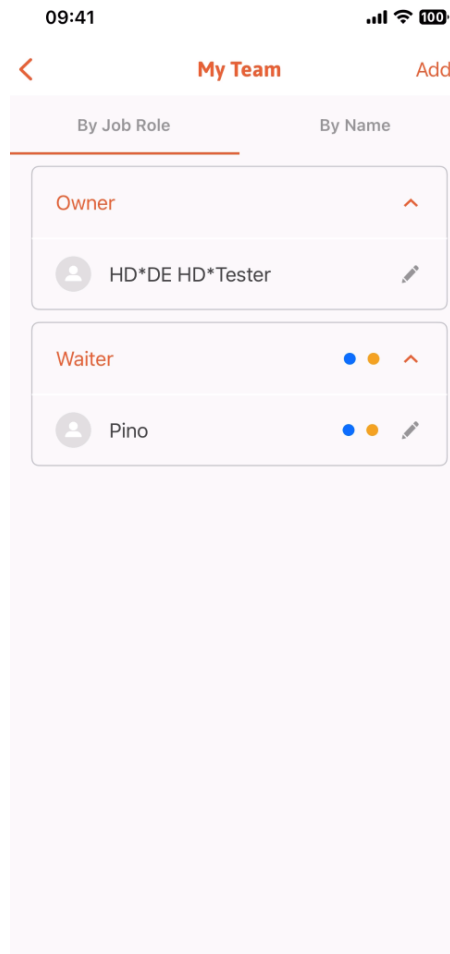 09:41
100
My Team
Add
By Job Role
By Name
Owner
HD*DE HD*Tester
Waiter
Pino